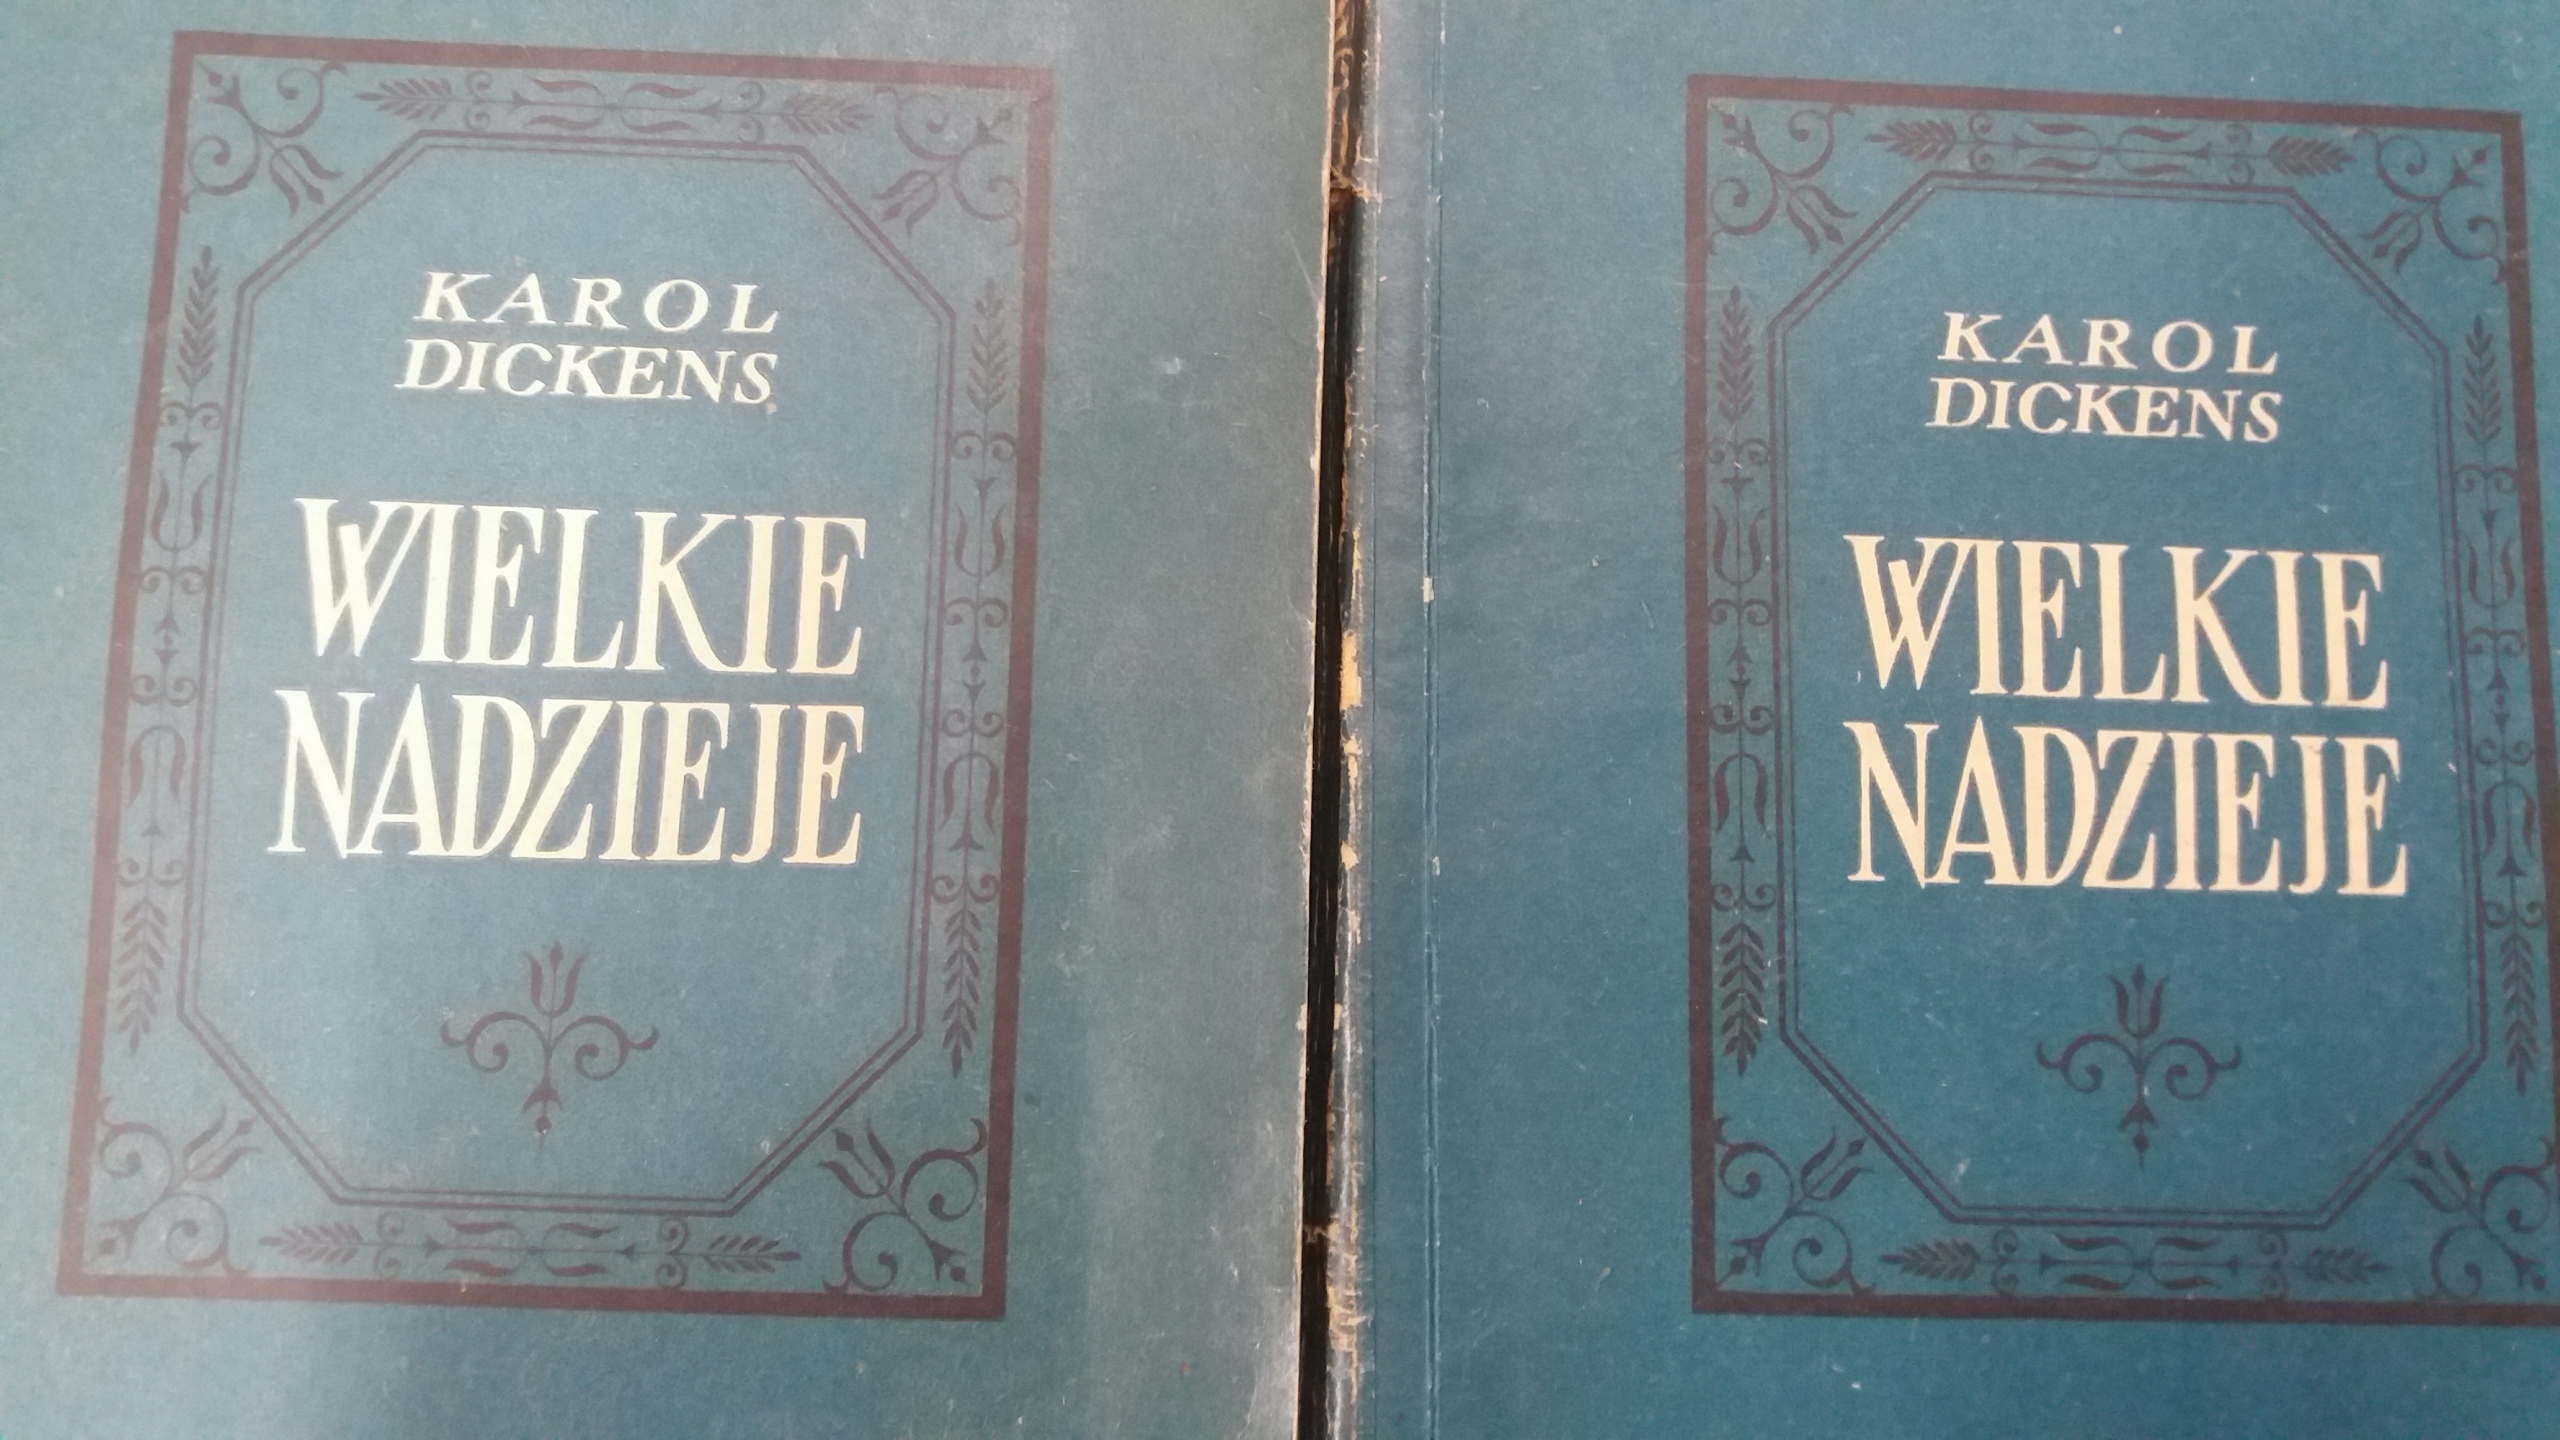 KAROL
DICKENS
WIELKIE
NADZIEJE
KAROL
DICKENS
WIELKIE
NADZIEJE